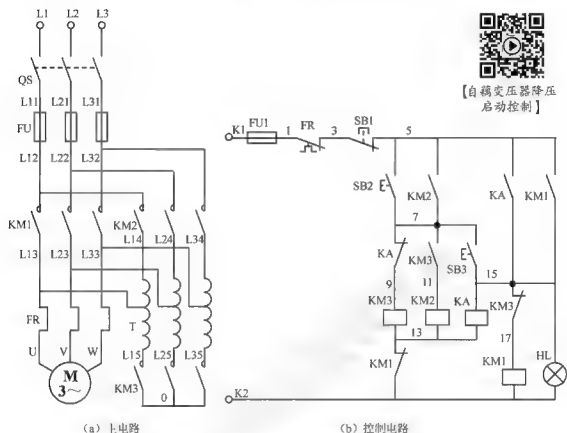 L1 L2 L3
QS
L11 L21 L31
FU
L12 L22 L32
KM1 KM2
L14 L24 L34
L13 L23 L33
FR
T
U V W
L15 L25 L35
KM3
M
3～
0
(a) 主电路
【自耦变压器降压
启动控制】
K1 FU1 1 FR 3 SB1 5
SB2 KM2 KA KM1
7
KA KM3 SB3
15
9 11
KM3 KM2 KA KM3
13 17
KM1 KM1 HL
K2
(b) 控制电路